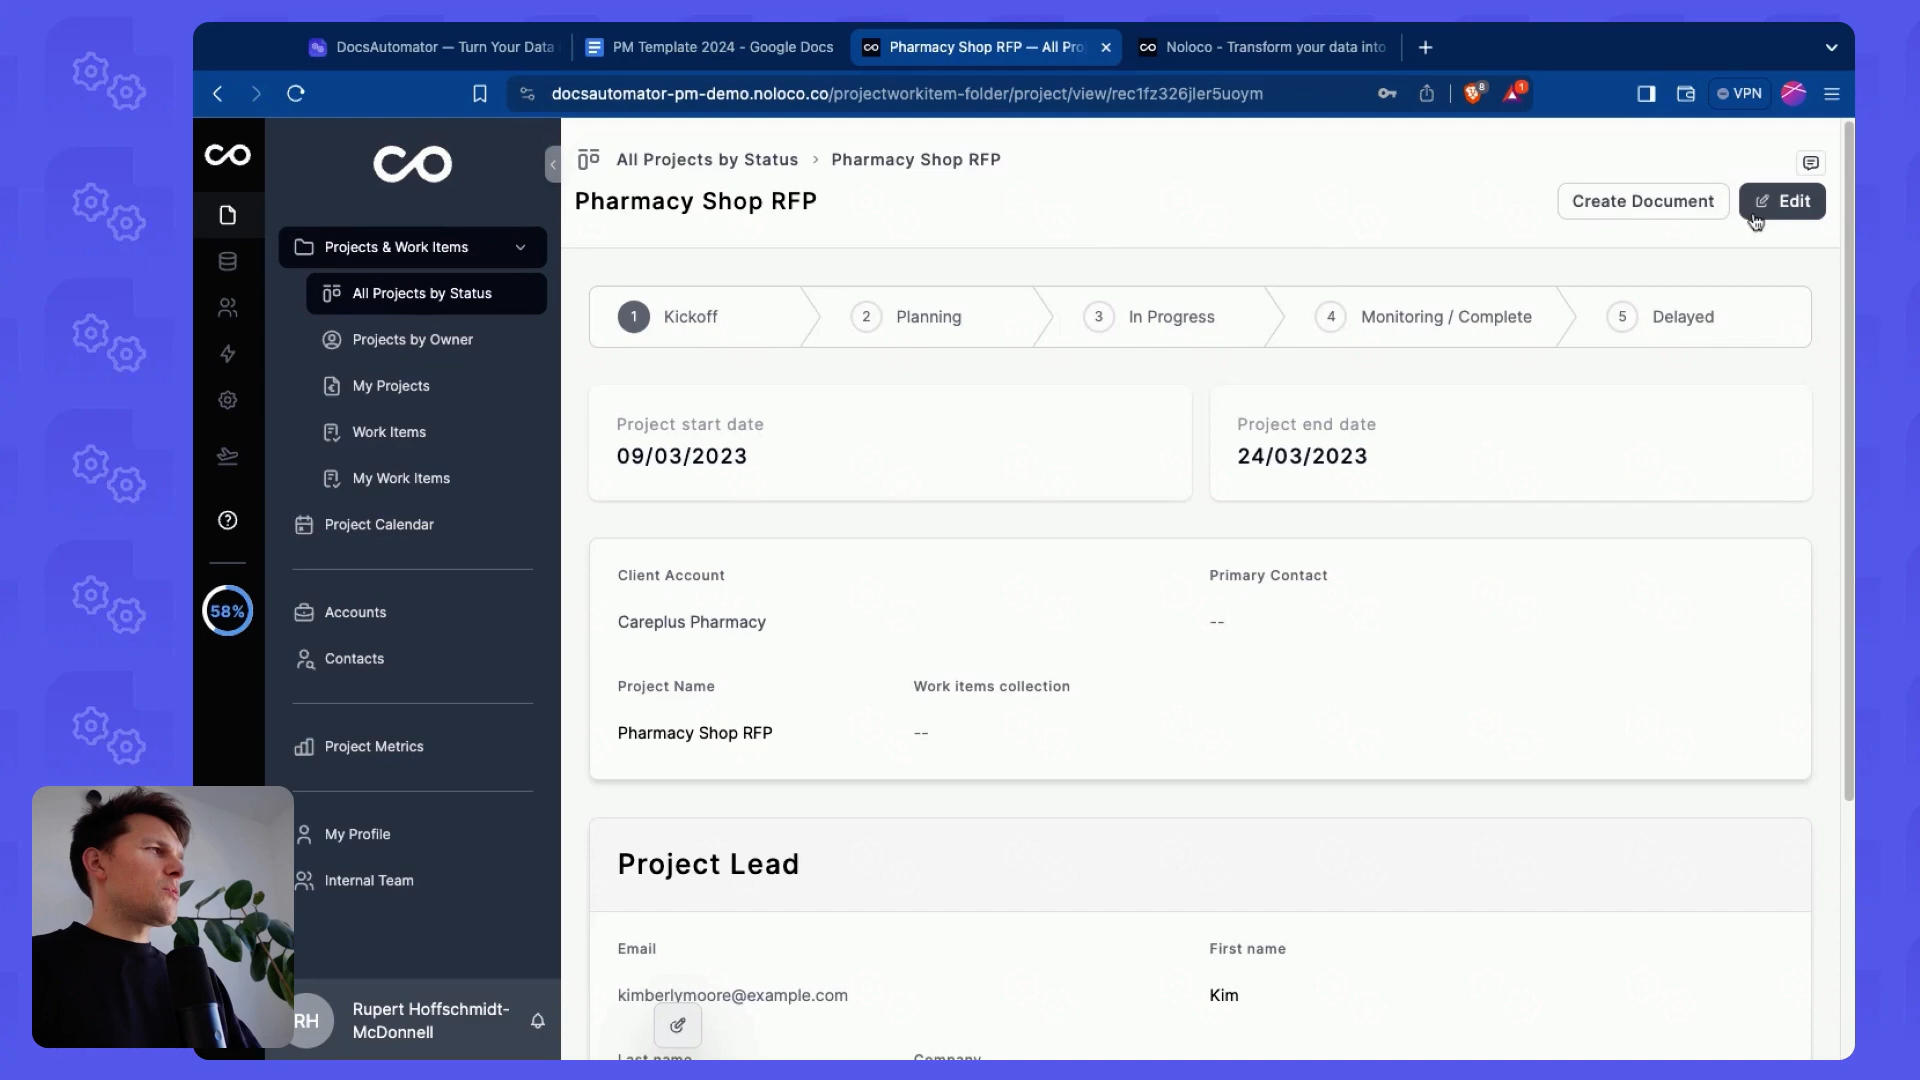 DocsAutomator — Turn Your Data
PM Template 2024 - Google Docs
Pharmacy Shop RFP — All Pro
Noloco - Transform your data into
docsautomator-pm-demo.noloco.co/projectworkitem-folder/project/view/rec1fz326jler5uoym
8
1
VPN
All Projects by Status
Pharmacy Shop RFP
Pharmacy Shop RFP
Create Document
Edit
Projects & Work Items
All Projects by Status
Projects by Owner
My Projects
Work Items
My Work Items
Project Calendar
Accounts
Contacts
Project Metrics
My Profile
Internal Team
58%
RH
Rupert Hoffschmidt-
McDonnell
1 Kickoff
2 Planning
3 In Progress
4 Monitoring / Complete
5 Delayed
Project start date
09/03/2023
Project end date
24/03/2023
Client Account
Primary Contact
Careplus Pharmacy
--
Project Name
Work items collection
Pharmacy Shop RFP
--
Project Lead
Email
First name
kimberlymoore@example.com
Kim
Last name
Company